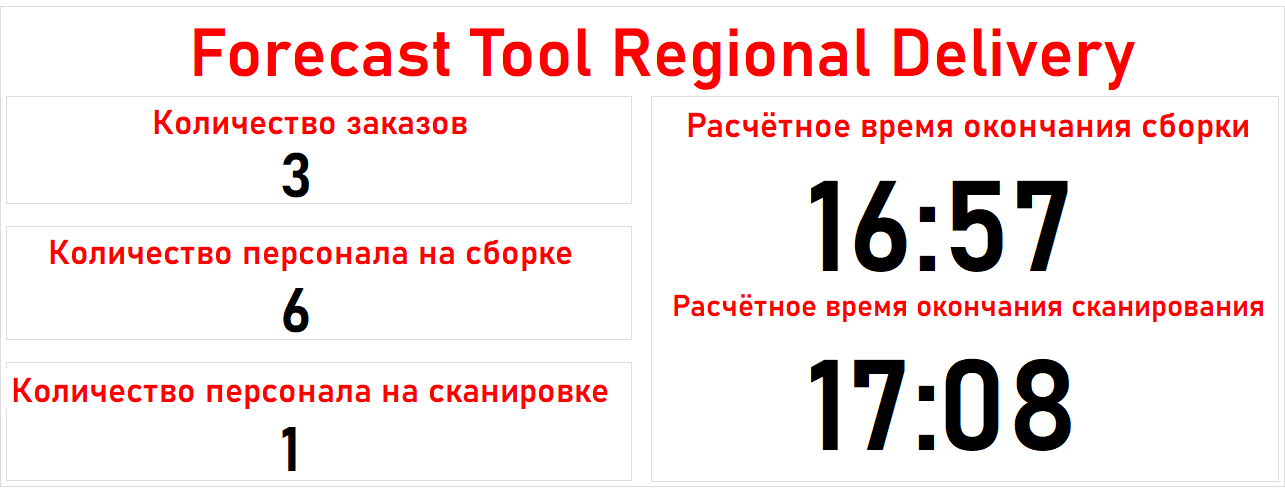 Forecast Tool Regional Delivery
Количество заказов
3
Количество персонала на сборке
6
Количество персонала на сканировке
1
Расчётное время окончания сборки
16:57
Расчётное время окончания сканирования
17:08